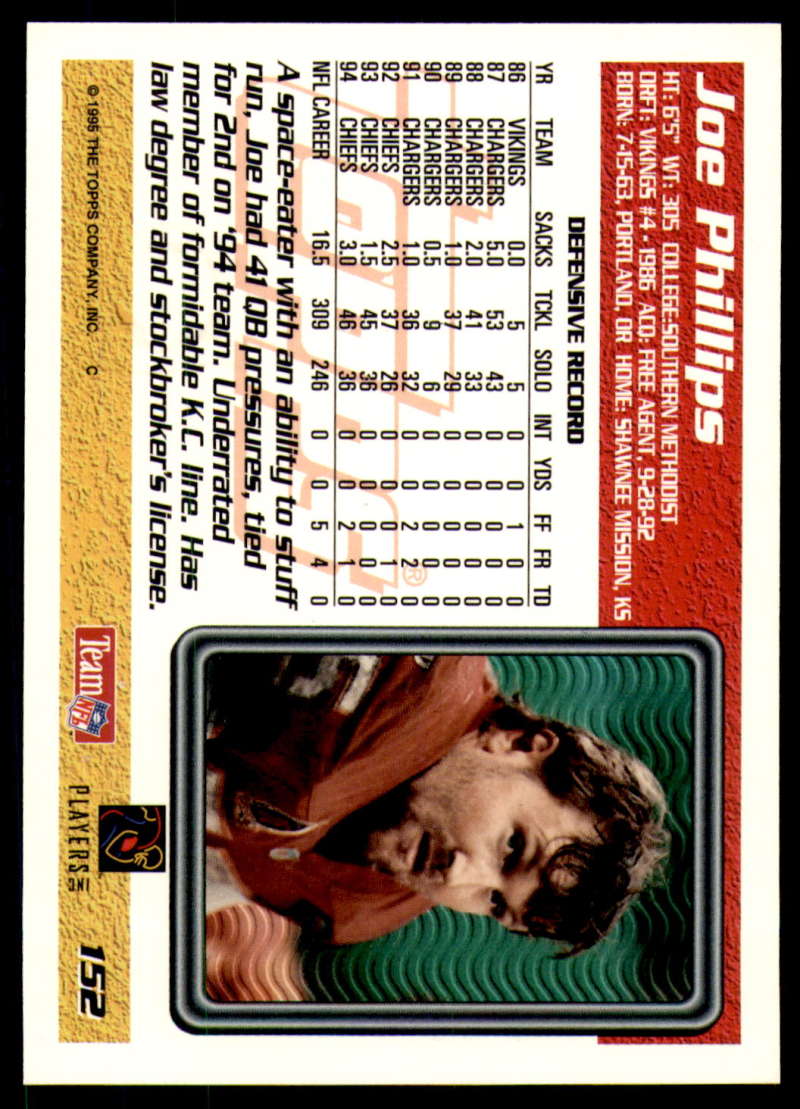 Joe Phillips
HT: 6'5" WT: 305 COLLEGE: SOUTHERN METHODIST
DRFT: VIKINGS #4 • 1986 ACQ: FREE AGENT, 9-28-92
BORN: 7-15-63, PORTLAND, OR HOME: SHAWNEE MISSION, KS
DEFENSIVE RECORD
YR TEAM SACKS TCKL SOLO INT YDS FF FR TD
86 VIKINGS 0.0 5 5 0 0 1 0 0
87 CHARGERS 5.0 53 43 0 0 0 0 0
88 CHARGERS 2.0 41 33 0 0 0 0 0
89 CHARGERS 1.0 37 29 0 0 0 0 0
90 CHARGERS 0.5 9 6 0 0 0 0 0
91 CHARGERS 1.0 36 32 0 0 2 2 0
92 CHIEFS 2.5 37 26 0 0 0 1 0
93 CHIEFS 1.5 45 36 0 0 0 0 0
94 CHIEFS 3.0 46 36 0 0 2 1 0
NFL CAREER 16.5 309 246 0 0 5 4 0
Topps®
A space-eater with an ability to stuff
run, Joe had 41 QB pressures, tied
for 2nd on '94 team. Underrated
member of formidable K.C. line. Has
law degree and stockbroker's license.
© 1995 THE TOPPS COMPANY, INC. C
Team NFL
PLAYERS INC
152